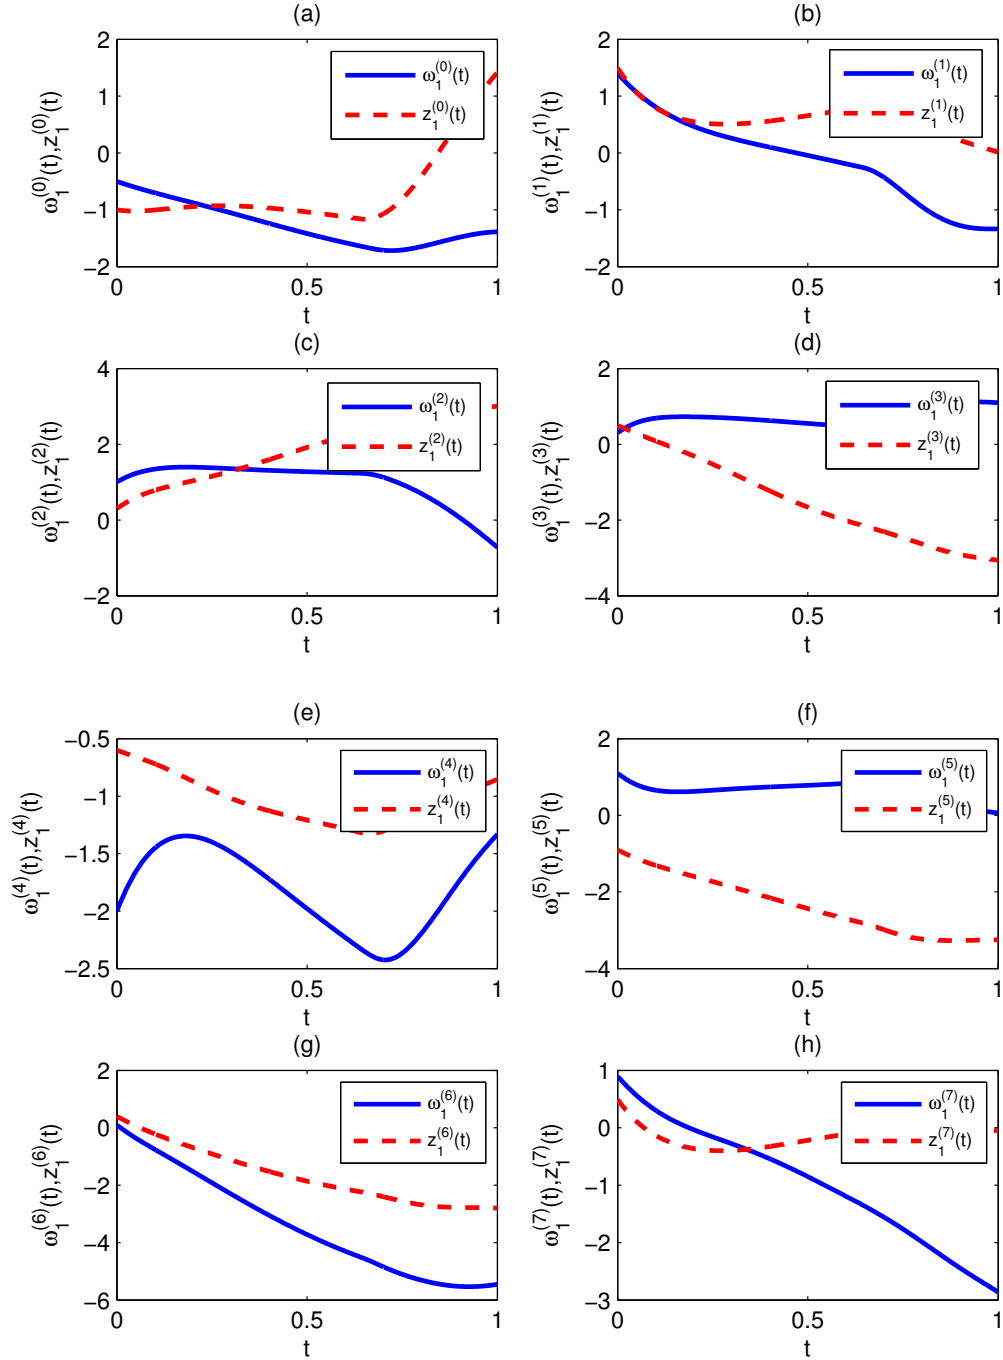 (a)
ω₁⁽⁰⁾(t),z₁⁽⁰⁾(t)
2
1
0
−1
−2
0 0.5 1
t
ω₁⁽⁰⁾(t)
z₁⁽⁰⁾(t)
(b)
ω₁⁽¹⁾(t),z₁⁽¹⁾(t)
2
1
0
−1
−2
0 0.5 1
t
ω₁⁽¹⁾(t)
z₁⁽¹⁾(t)
(c)
ω₁⁽²⁾(t),z₁⁽²⁾(t)
4
2
0
−2
0 0.5 1
t
ω₁⁽²⁾(t)
z₁⁽²⁾(t)
(d)
ω₁⁽³⁾(t),z₁⁽³⁾(t)
2
0
−2
−4
0 0.5 1
t
ω₁⁽³⁾(t)
z₁⁽³⁾(t)
(e)
ω₁⁽⁴⁾(t),z₁⁽⁴⁾(t)
−0.5
−1
−1.5
−2
−2.5
0 0.5 1
t
ω₁⁽⁴⁾(t)
z₁⁽⁴⁾(t)
(f)
ω₁⁽⁵⁾(t),z₁⁽⁵⁾(t)
2
0
−2
−4
0 0.5 1
t
ω₁⁽⁵⁾(t)
z₁⁽⁵⁾(t)
(g)
ω₁⁽⁶⁾(t),z₁⁽⁶⁾(t)
2
0
−2
−4
−6
0 0.5 1
t
ω₁⁽⁶⁾(t)
z₁⁽⁶⁾(t)
(h)
ω₁⁽⁷⁾(t),z₁⁽⁷⁾(t)
1
0
−1
−2
−3
0 0.5 1
t
ω₁⁽⁷⁾(t)
z₁⁽⁷⁾(t)